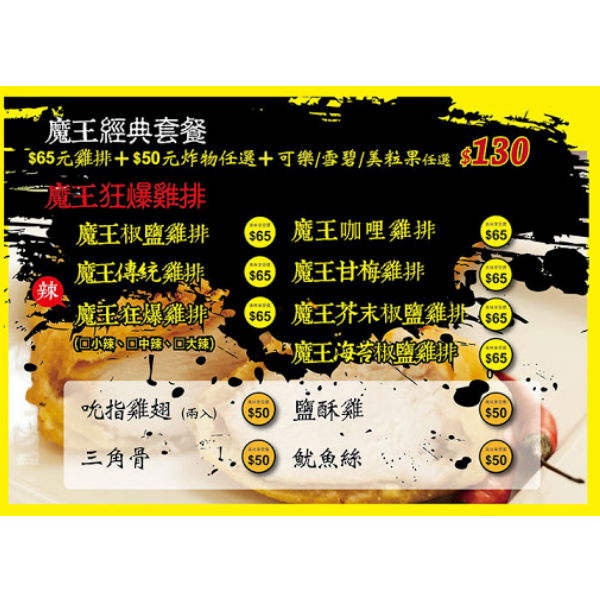 魔王經典套餐
$65元雞排＋$50元炸物任選＋可樂/雪碧/美粒果任選 $130
魔王狂爆雞排
魔王椒鹽雞排 $65
魔王咖哩雞排 $65
魔王傳統雞排 $65
魔王甘梅雞排 $65
辣 魔王狂爆雞排 $65
(□小辣、□中辣、□大辣)
魔王芥末椒鹽雞排 $65
魔王海苔椒鹽雞排 $65
吮指雞翅 (兩入) $50
鹽酥雞 $50
三角骨 $50
魷魚絲 $50